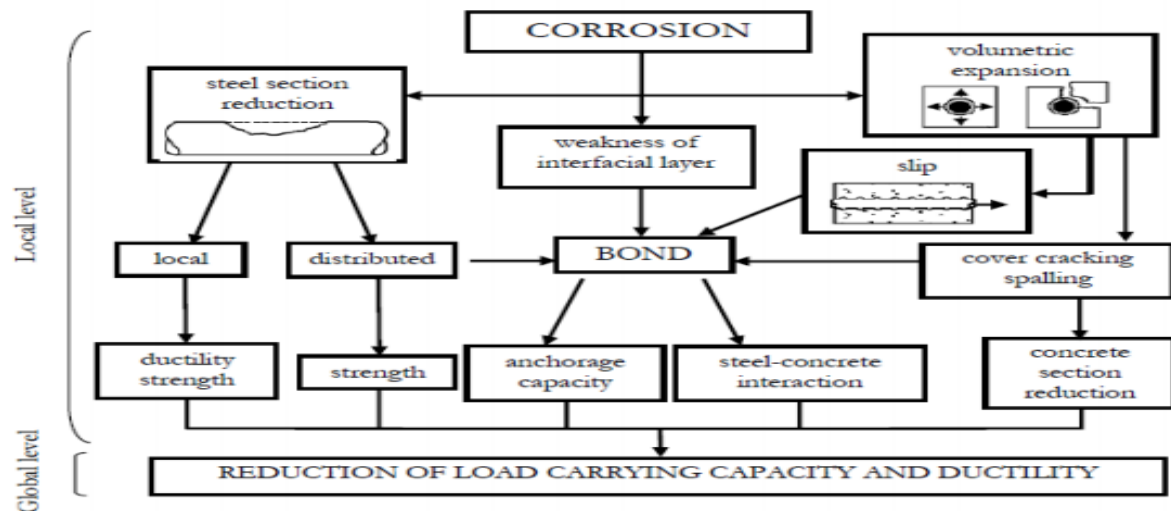 CORROSION
steel section
reduction
volumetric
expansion
weakness of
interfacial layer
slip
local
distributed
BOND
cover cracking
spalling
ductility
strength
strength
anchorage
capacity
steel-concrete
interaction
concrete
section
reduction
Local level
REDUCTION OF LOAD CARRYING CAPACITY AND DUCTILITY
Global level